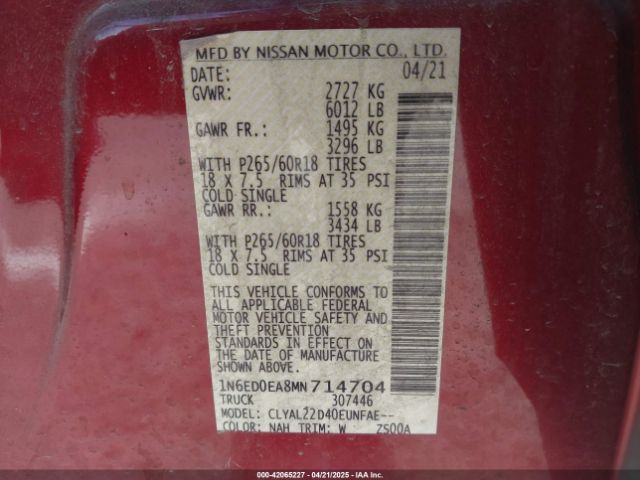 MFD BY NISSAN MOTOR CO., LTD.
DATE: 04/21
GVWR: 2727 KG
6012 LB
GAWR FR.: 1495 KG
3296 LB
WITH P265/60R18 TIRES
18 X 7.5 RIMS AT 35 PSI
COLD SINGLE
GAWR RR.: 1558 KG
3434 LB
WITH P265/60R18 TIRES
18 X 7.5 RIMS AT 35 PSI
COLD SINGLE
THIS VEHICLE CONFORMS TO
ALL APPLICABLE FEDERAL
MOTOR VEHICLE SAFETY AND
THEFT PREVENTION
STANDARDS IN EFFECT ON
THE DATE OF MANUFACTURE
SHOWN ABOVE.
1N6ED0EA8MN714704
TRUCK 307446
MODEL: CLYAL22D40EUNFAE--
COLOR: NAH TRIM: W ZS00A
000-42065227 - 04/21/2025 - IAAI.COM